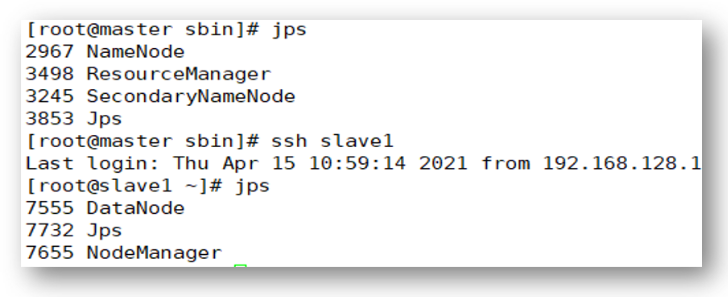 [root@master sbin]# jps
2967 NameNode
3498 ResourceManager
3245 SecondaryNameNode
3853 Jps
[root@master sbin]# ssh slave1
Last login: Thu Apr 15 10:59:14 2021 from 192.168.128.1
[root@slave1 ~]# jps
7555 DataNode
7732 Jps
7655 NodeManager